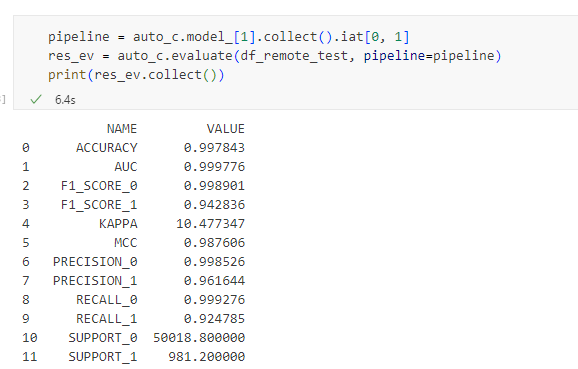 pipeline = auto_c.model_[1].collect().iat[0, 1]
res_ev = auto_c.evaluate(df_remote_test, pipeline=pipeline)
print(res_ev.collect())
]
✓ 6.4s
NAME VALUE
0 ACCURACY 0.997843
1 AUC 0.999776
2 F1_SCORE_0 0.998901
3 F1_SCORE_1 0.942836
4 KAPPA 10.477347
5 MCC 0.987606
6 PRECISION_0 0.998526
7 PRECISION_1 0.961644
8 RECALL_0 0.999276
9 RECALL_1 0.924785
10 SUPPORT_0 50018.800000
11 SUPPORT_1 981.200000